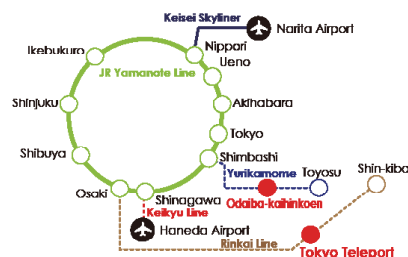 Keisei Skyliner
Narita Airport
Ikebukuro
Nippari
Ueno
JR Yamanote Line
Shinjuku
Akihabara
Tokyo
Shibuya
Shimbashi
Yurikamome
Toyosu
Shin-kiba
Osaki
Shinagawa
Odaiba-kaihinkoen
Keikyu Line
Haneda Airport
Rinkai Line
Tokyo Teleport